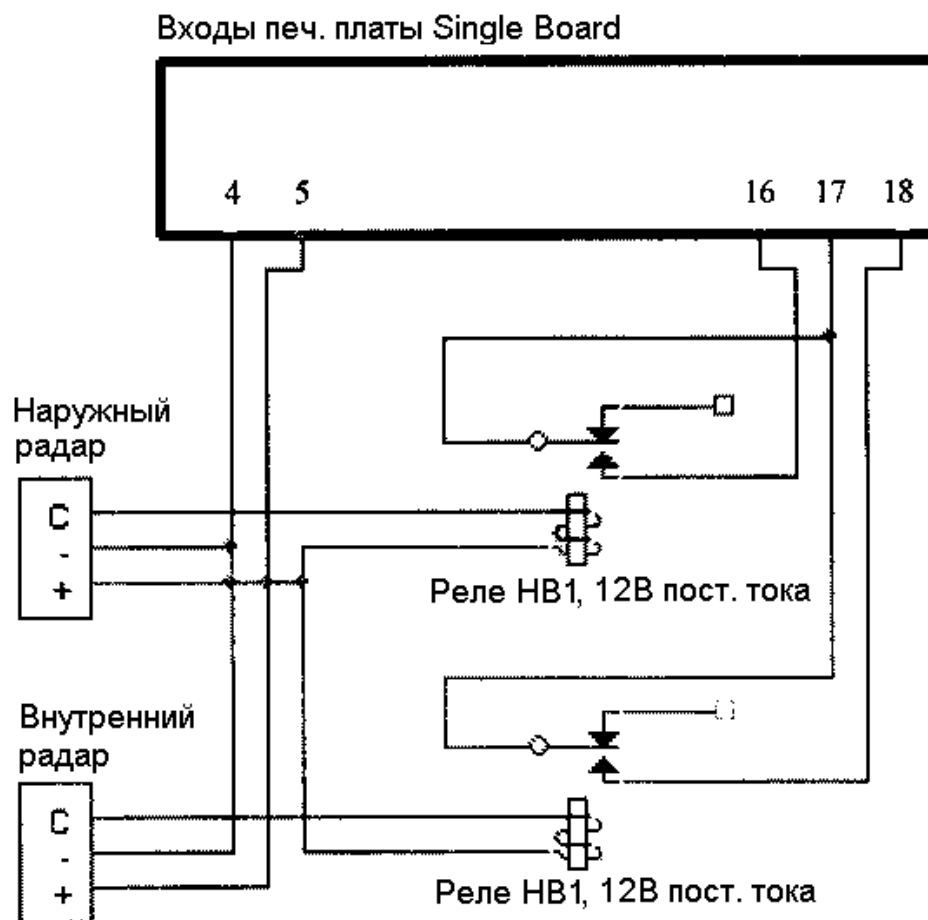 Входы печ. платы Single Board
4 5 16 17 18
Наружный
радар
C
-
+
Реле НВ1, 12В пост. тока
Внутренний
радар
C
-
+
Реле НВ1, 12В пост. тока